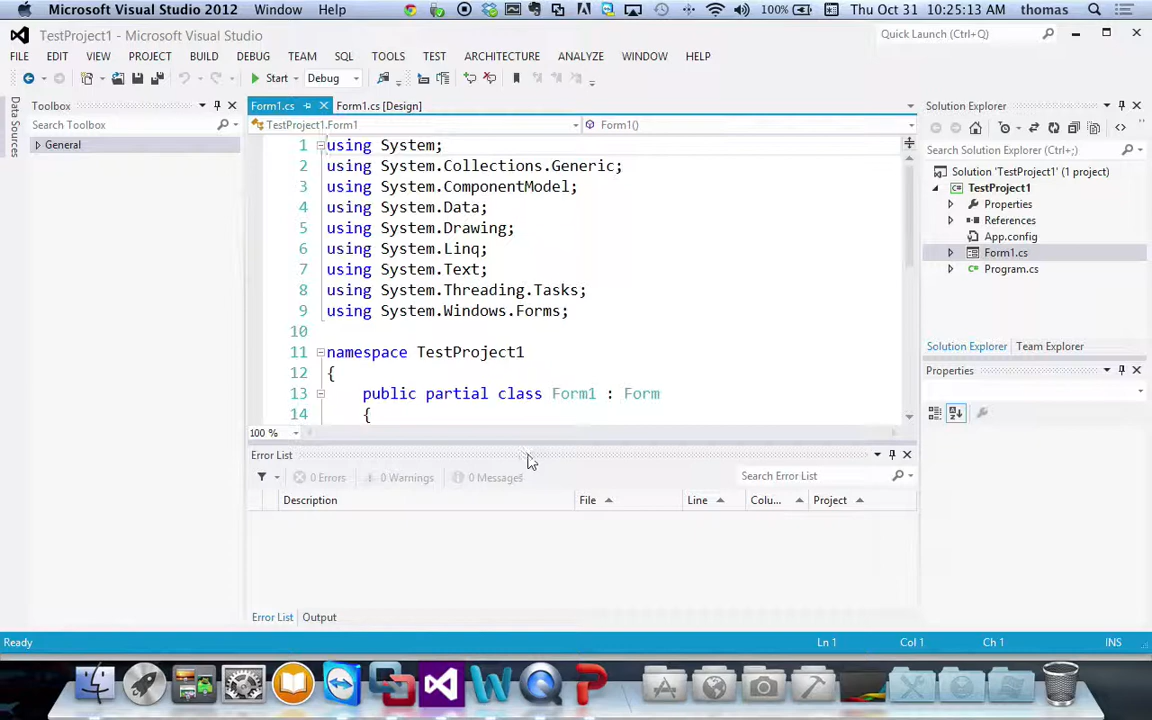 Microsoft Visual Studio 2012 Window Help 100% Thu Oct 31 10:25:13 AM thomas
TestProject1 - Microsoft Visual Studio Quick Launch (Ctrl+Q)
FILE EDIT VIEW PROJECT BUILD DEBUG TEAM SQL TOOLS TEST ARCHITECTURE ANALYZE WINDOW HELP
Start Debug
Data Sources
Toolbox
Search Toolbox
General
Form1.cs Form1.cs [Design]
TestProject1.Form1 Form1()
1 using System;
2 using System.Collections.Generic;
3 using System.ComponentModel;
4 using System.Data;
5 using System.Drawing;
6 using System.Linq;
7 using System.Text;
8 using System.Threading.Tasks;
9 using System.Windows.Forms;
10
11 namespace TestProject1
12 {
13 public partial class Form1 : Form
14 {
100 %
Error List
0 Errors 0 Warnings 0 Messages Search Error List
Description File Line Colu... Project
Error List Output
Solution Explorer
Search Solution Explorer (Ctrl+;)
Solution 'TestProject1' (1 project)
TestProject1
Properties
References
App.config
Form1.cs
Program.cs
Solution Explorer Team Explorer
Properties
Ready Ln 1 Col 1 Ch 1 INS